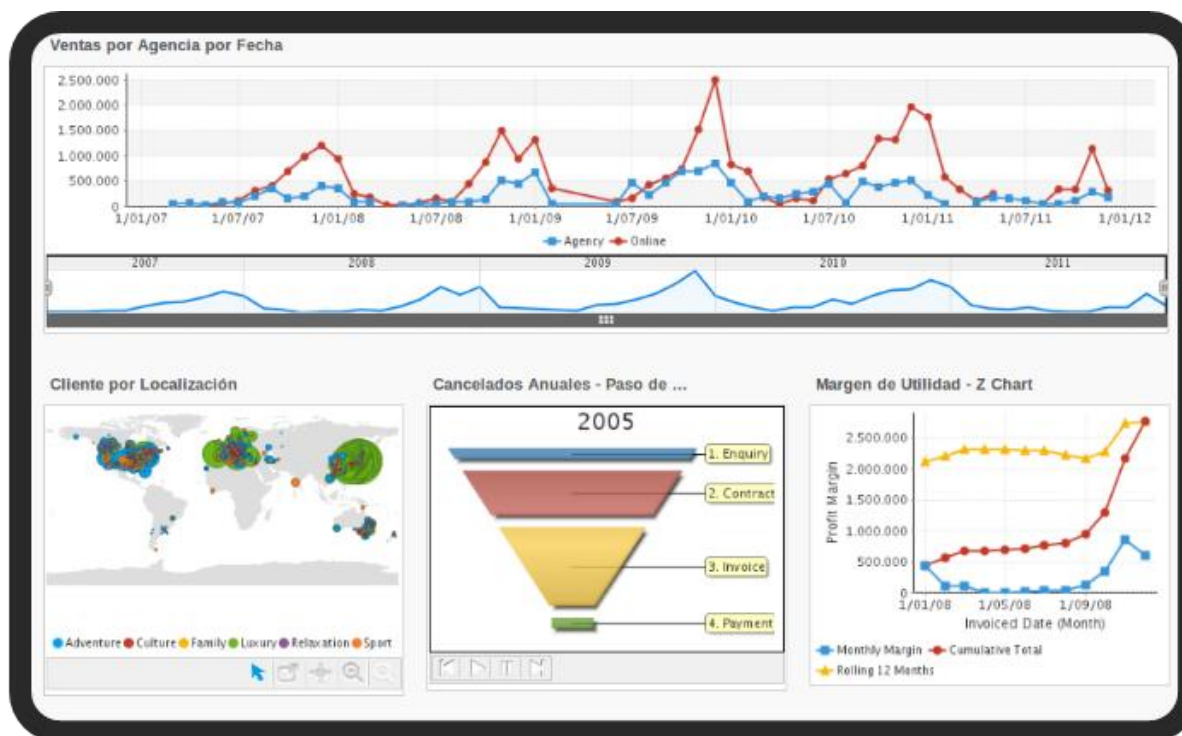 Ventas por Agencia por Fecha
2.500.000
2.000.000
1.500.000
1.000.000
500.000
0
1/01/07 1/07/07 1/01/08 1/07/08 1/01/09 1/07/09 1/01/10 1/07/10 1/01/11 1/07/11 1/01/12
Agency Online
2007 2008 2009 2010 2011
Cliente por Localización
Adventure Culture Family Luxury Relaxation Sport
Cancelados Anuales - Paso de ...
2005
1. Enquiry
2. Contract
3. Invoice
4. Payment
Margen de Utilidad - Z Chart
Profit Margin
2.500.000
2.000.000
1.500.000
1.000.000
500.000
0
1/01/08 1/05/08 1/09/08
Invoiced Date (Month)
Monthly Margin Cumulative Total
Rolling 12 Months